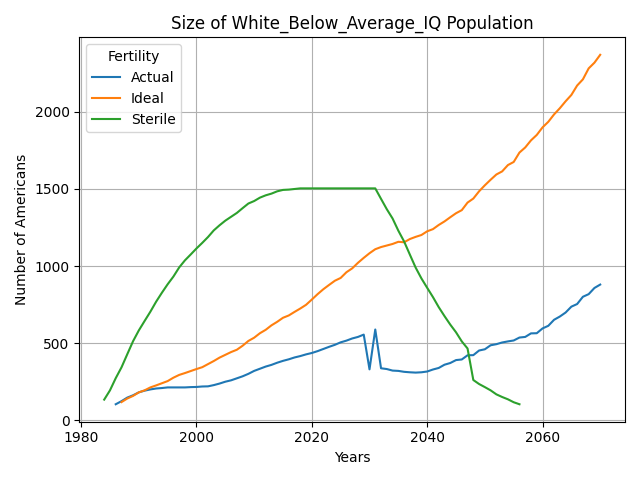 Size of White_Below_Average_IQ Population
Fertility
Actual
Ideal
Sterile
Number of Americans
2000
1500
1000
500
0
1980
2000
2020
2040
2060
Years